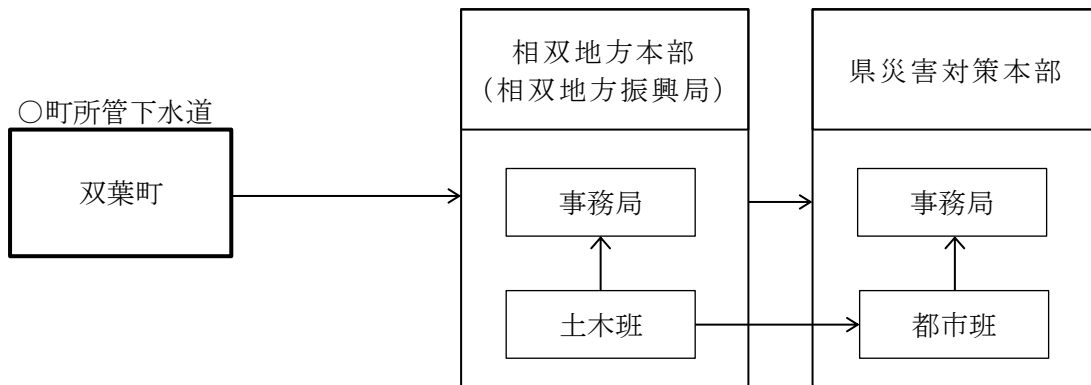 ○町所管下水道
双葉町
相双地方本部
(相双地方振興局)
事務局
土木班
県災害対策本部
事務局
都市班